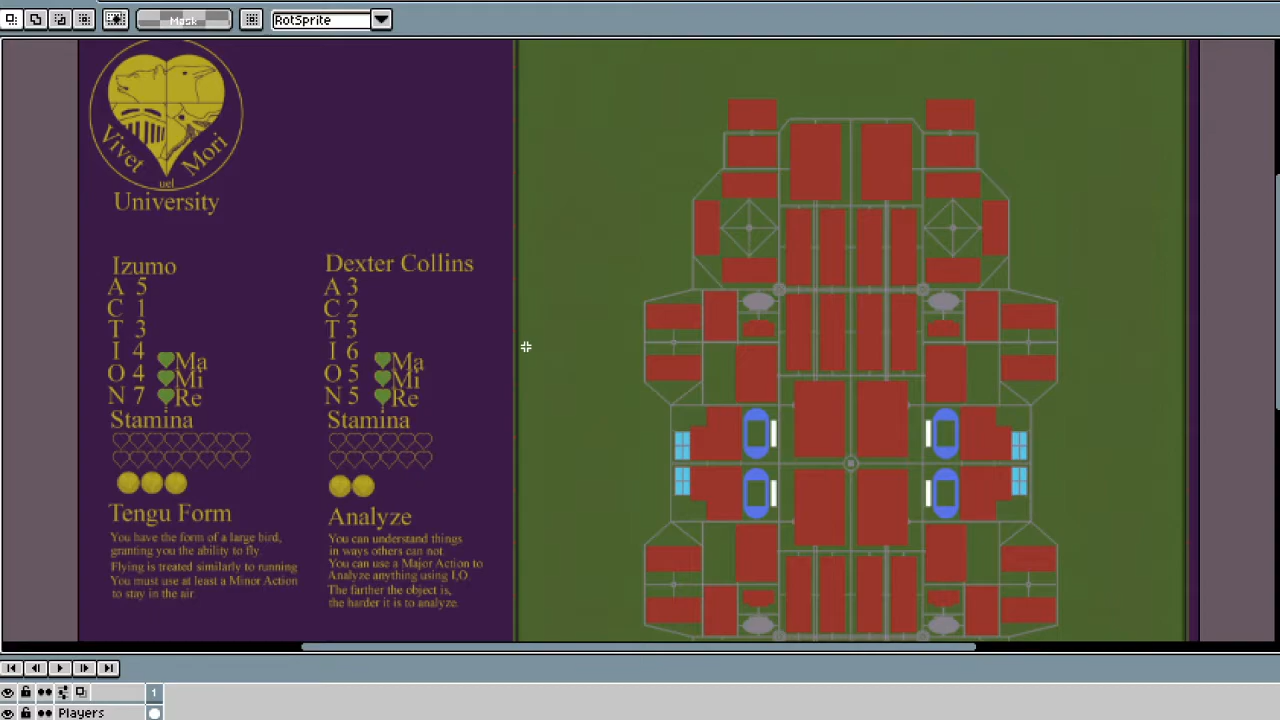 Mask
RotSprite
Vivet
Mori
uel
University
Izumo
A 5
C 1
T 3
I 4
O 4
N 7
Ma
Mi
Re
Stamina
Tengu Form
You have the form of a large bird,
granting you the ability to fly.
Flying is treated similarly to running
You must use at least a Minor Action
to stay in the air
Dexter Collins
A 3
C 2
T 3
I 6
O 5
N 5
Ma
Mi
Re
Stamina
Analyze
You can understand things
in ways others can not.
You can use a Major Action to
Analyze anything using I,O
The farther the object is,
the harder it is to analyze.
1
Players